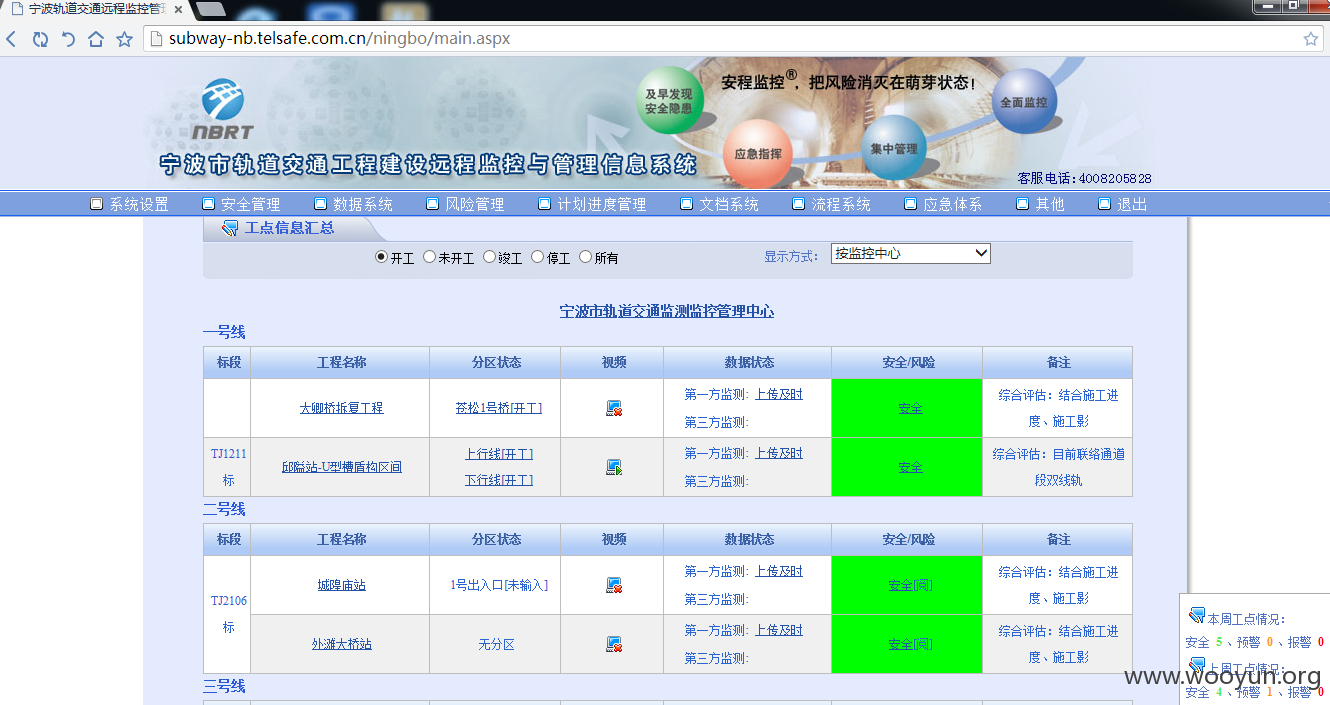 宁波轨道交通远程监控管
subway-nb.telsafe.com.cn/ningbo/main.aspx
NBRT
宁波市轨道交通工程建设远程监控与管理信息系统
及早发现
安全隐患
安程监控®，把风险消灭在萌芽状态！
应急指挥
集中管理
全面监控
客服电话:4008205828
系统设置 安全管理 数据系统 风险管理 计划进度管理 文档系统 流程系统 应急体系 其他 退出
工点信息汇总
开工 未开工 竣工 停工 所有 显示方式： 按监控中心
宁波市轨道交通监测监控管理中心
一号线
标段 工程名称 分区状态 视频 数据状态 安全/风险 备注
大卿桥拆复工程 苍松1号桥[开工] 第一方监测: 上传及时 安全 综合评估：结合施工进
第三方监测: 度、施工影
TJ1211 邱隘站-U型槽盾构区间 上行线[开工] 第一方监测: 上传及时 安全 综合评估：目前联络通道
标 下行线[开工] 第三方监测: 段双线轨
二号线
标段 工程名称 分区状态 视频 数据状态 安全/风险 备注
TJ2106 城隍庙站 1号出入口[未输入] 第一方监测: 上传及时 安全[阅] 综合评估：结合施工进
标 第三方监测: 度、施工影
外滩大桥站 无分区 第一方监测: 上传及时 安全[阅] 综合评估：结合施工进
第三方监测: 度、施工影
三号线
本周工点情况:
安全 5 、预警 0 、报警 0
上周工点情况:
安全 4 、预警 1 、报警 0
www.wooyun.org